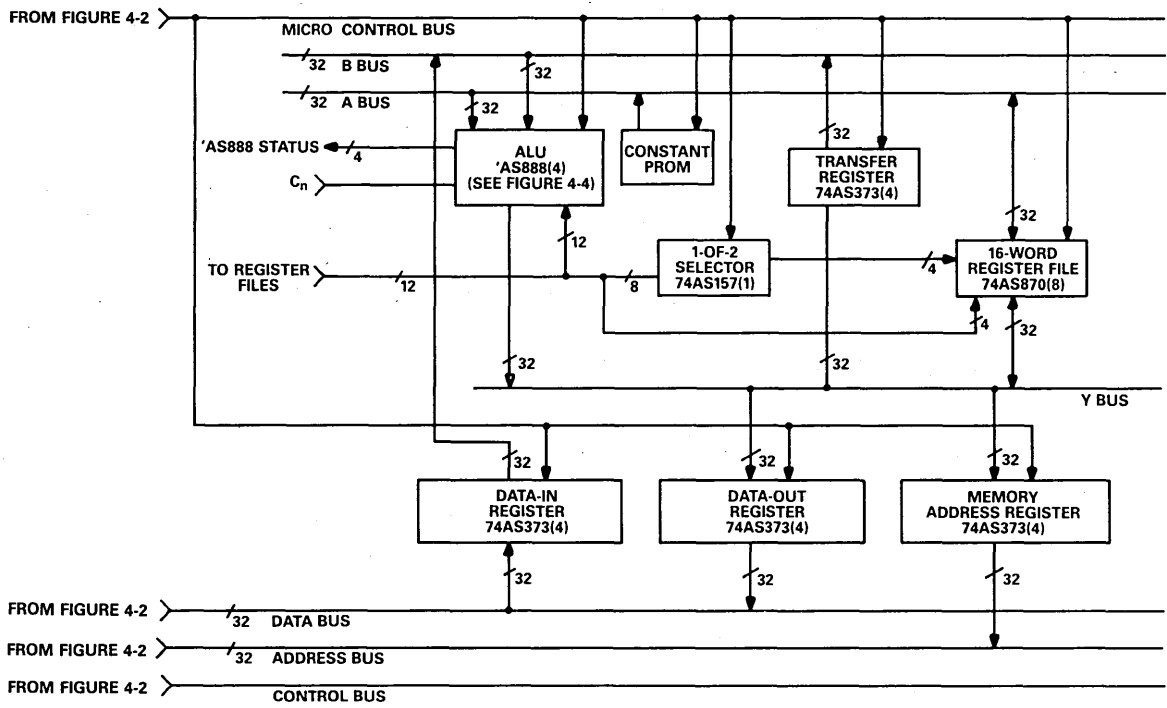 FROM FIGURE 4-2
MICRO CONTROL BUS
32 B BUS
32
32 A BUS
32
'AS888 STATUS
4
Cn
ALU
'AS888(4)
(SEE FIGURE 4-4)
CONSTANT
PROM
32
TRANSFER
REGISTER
74AS373(4)
32
12
TO REGISTER
FILES
12
8
1-OF-2
SELECTOR
74AS157(1)
4
16-WORD
REGISTER FILE
74AS870(8)
4
32
32
32
Y BUS
32
32
32
DATA-IN
REGISTER
74AS373(4)
DATA-OUT
REGISTER
74AS373(4)
MEMORY
ADDRESS REGISTER
74AS373(4)
32
32
32
FROM FIGURE 4-2
32 DATA BUS
FROM FIGURE 4-2
32 ADDRESS BUS
FROM FIGURE 4-2
CONTROL BUS